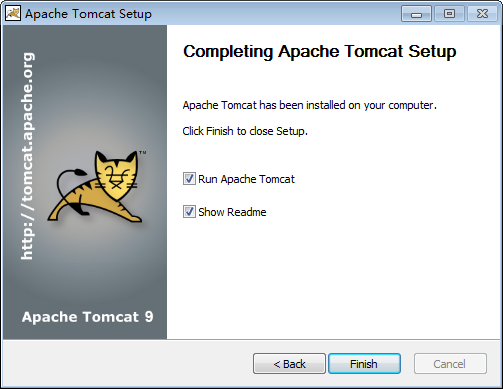 Apache Tomcat Setup
http://tomcat.apache.org
Apache Tomcat 9
Completing Apache Tomcat Setup
Apache Tomcat has been installed on your computer.
Click Finish to close Setup.
Run Apache Tomcat
Show Readme
< Back
Finish
Cancel